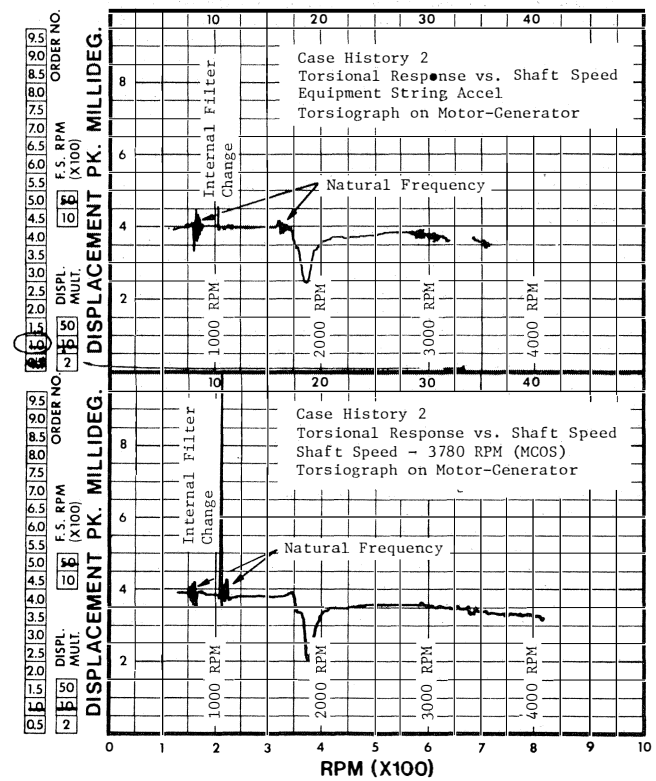 10 20 30 40 10
ORDER NO.
9.5
9.0
8.5
8.0
7.5
7.0
6.5
6.0
5.5
5.0
4.5
4.0
3.5
3.0
2.5
2.0
1.5
1.0
F.S. RPM
(X100)
50
10
DISPL.
MULT.
50
10
2
DISPLACEMENT PK. MILLIDEG.
8
6
4
2
Internal Filter
Change
Case History 2
Torsional Response vs. Shaft Speed
Equipment String Accel
Torsiograph on Motor-Generator
Natural Frequency
1000 RPM
2000 RPM
3000 RPM
4000 RPM
10 20 30 40
ORDER NO.
9.5
9.0
8.5
8.0
7.5
7.0
6.5
6.0
5.5
5.0
4.5
4.0
3.5
3.0
2.5
2.0
1.5
1.0
0.5
F.S. RPM
(X100)
50
10
DISPL.
MULT.
50
10
2
DISPLACEMENT PK. MILLIDEG.
8
6
4
2
Internal Filter
Change
Case History 2
Torsional Response vs. Shaft Speed
Shaft Speed - 3780 RPM (MCOS)
Torsiograph on Motor-Generator
Natural Frequency
1000 RPM
2000 RPM
3000 RPM
4000 RPM
0 1 2 3 4 5 6 7 8 9 10
RPM (X100)